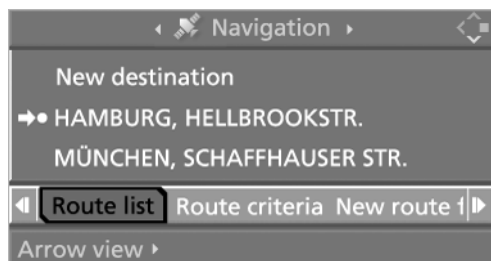 Navigation
New destination
HAMBURG, HELLBROOKSTR.
MÜNCHEN, SCHAFFHAUSER STR.
Route list Route criteria New route
Arrow view